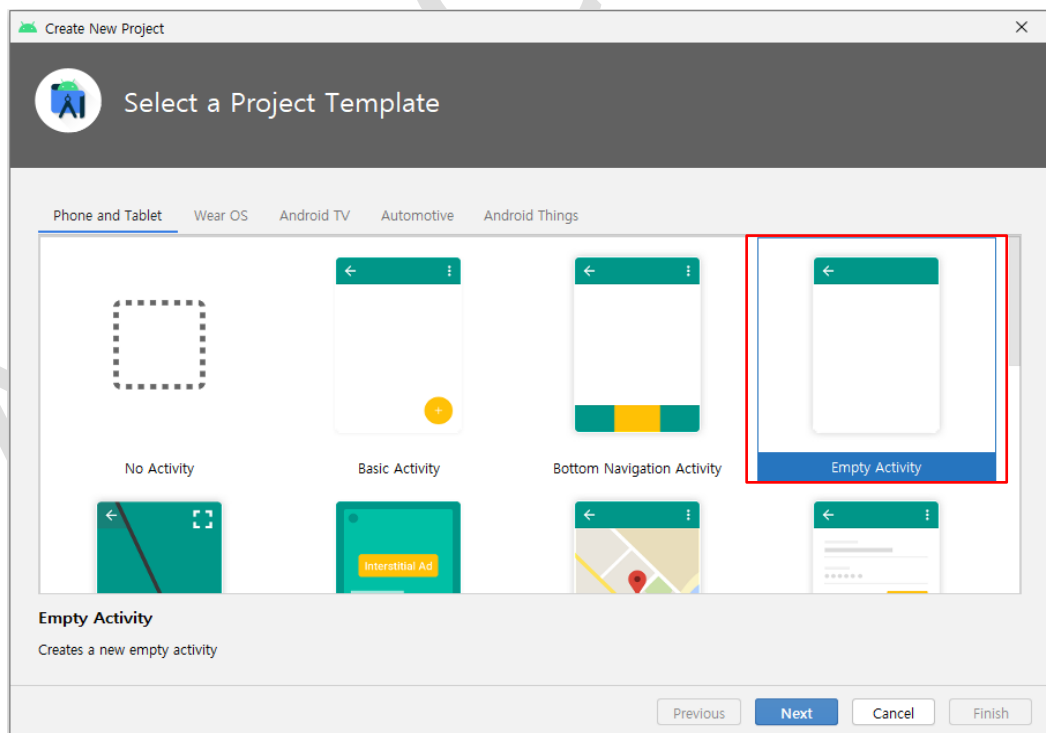 Create New Project
Select a Project Template
Phone and Tablet Wear OS Android TV Automotive Android Things
No Activity Basic Activity Bottom Navigation Activity Empty Activity
Interstitial Ad
Empty Activity
Creates a new empty activity
Previous Next Cancel Finish